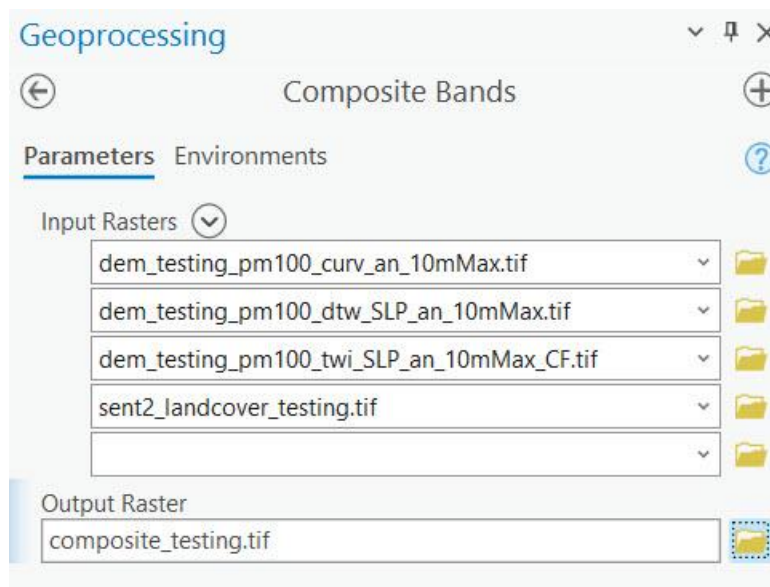 Geoprocessing
Composite Bands
Parameters Environments
Input Rasters
dem_testing_pm100_curv_an_10mMax.tif
dem_testing_pm100_dtw_SLP_an_10mMax.tif
dem_testing_pm100_twi_SLP_an_10mMax_CF.tif
sent2_landcover_testing.tif
Output Raster
composite_testing.tif